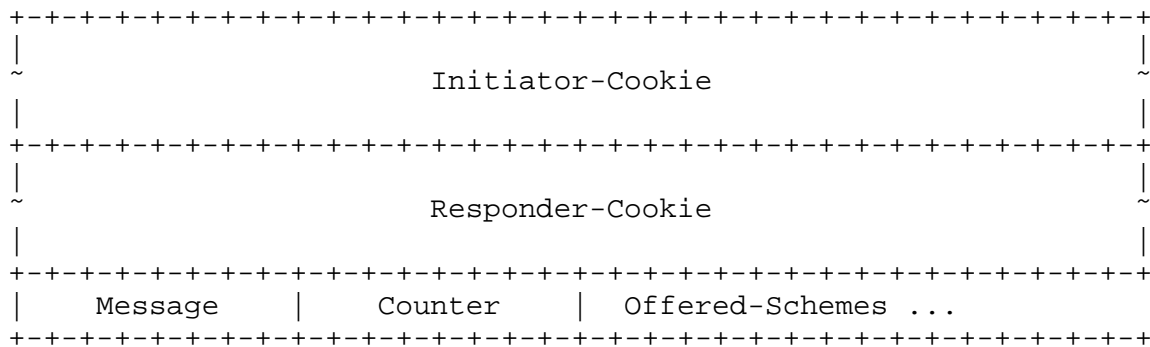 +-+-+-+-+-+-+-+-+-+-+-+-+-+-+-+-+-+-+-+-+-+-+-+-+-+-+-+-+-+-+-+-+
|                                                               |
~                       Initiator-Cookie                        ~
|                                                               |
+-+-+-+-+-+-+-+-+-+-+-+-+-+-+-+-+-+-+-+-+-+-+-+-+-+-+-+-+-+-+-+-+
|                                                               |
~                       Responder-Cookie                        ~
|                                                               |
+-+-+-+-+-+-+-+-+-+-+-+-+-+-+-+-+-+-+-+-+-+-+-+-+-+-+-+-+-+-+-+-+
|    Message    |    Counter    |  Offered-Schemes ...
+-+-+-+-+-+-+-+-+-+-+-+-+-+-+-+-+-+-+-+-+-+-+-+-+-+-+-+-+-+-+-+-+